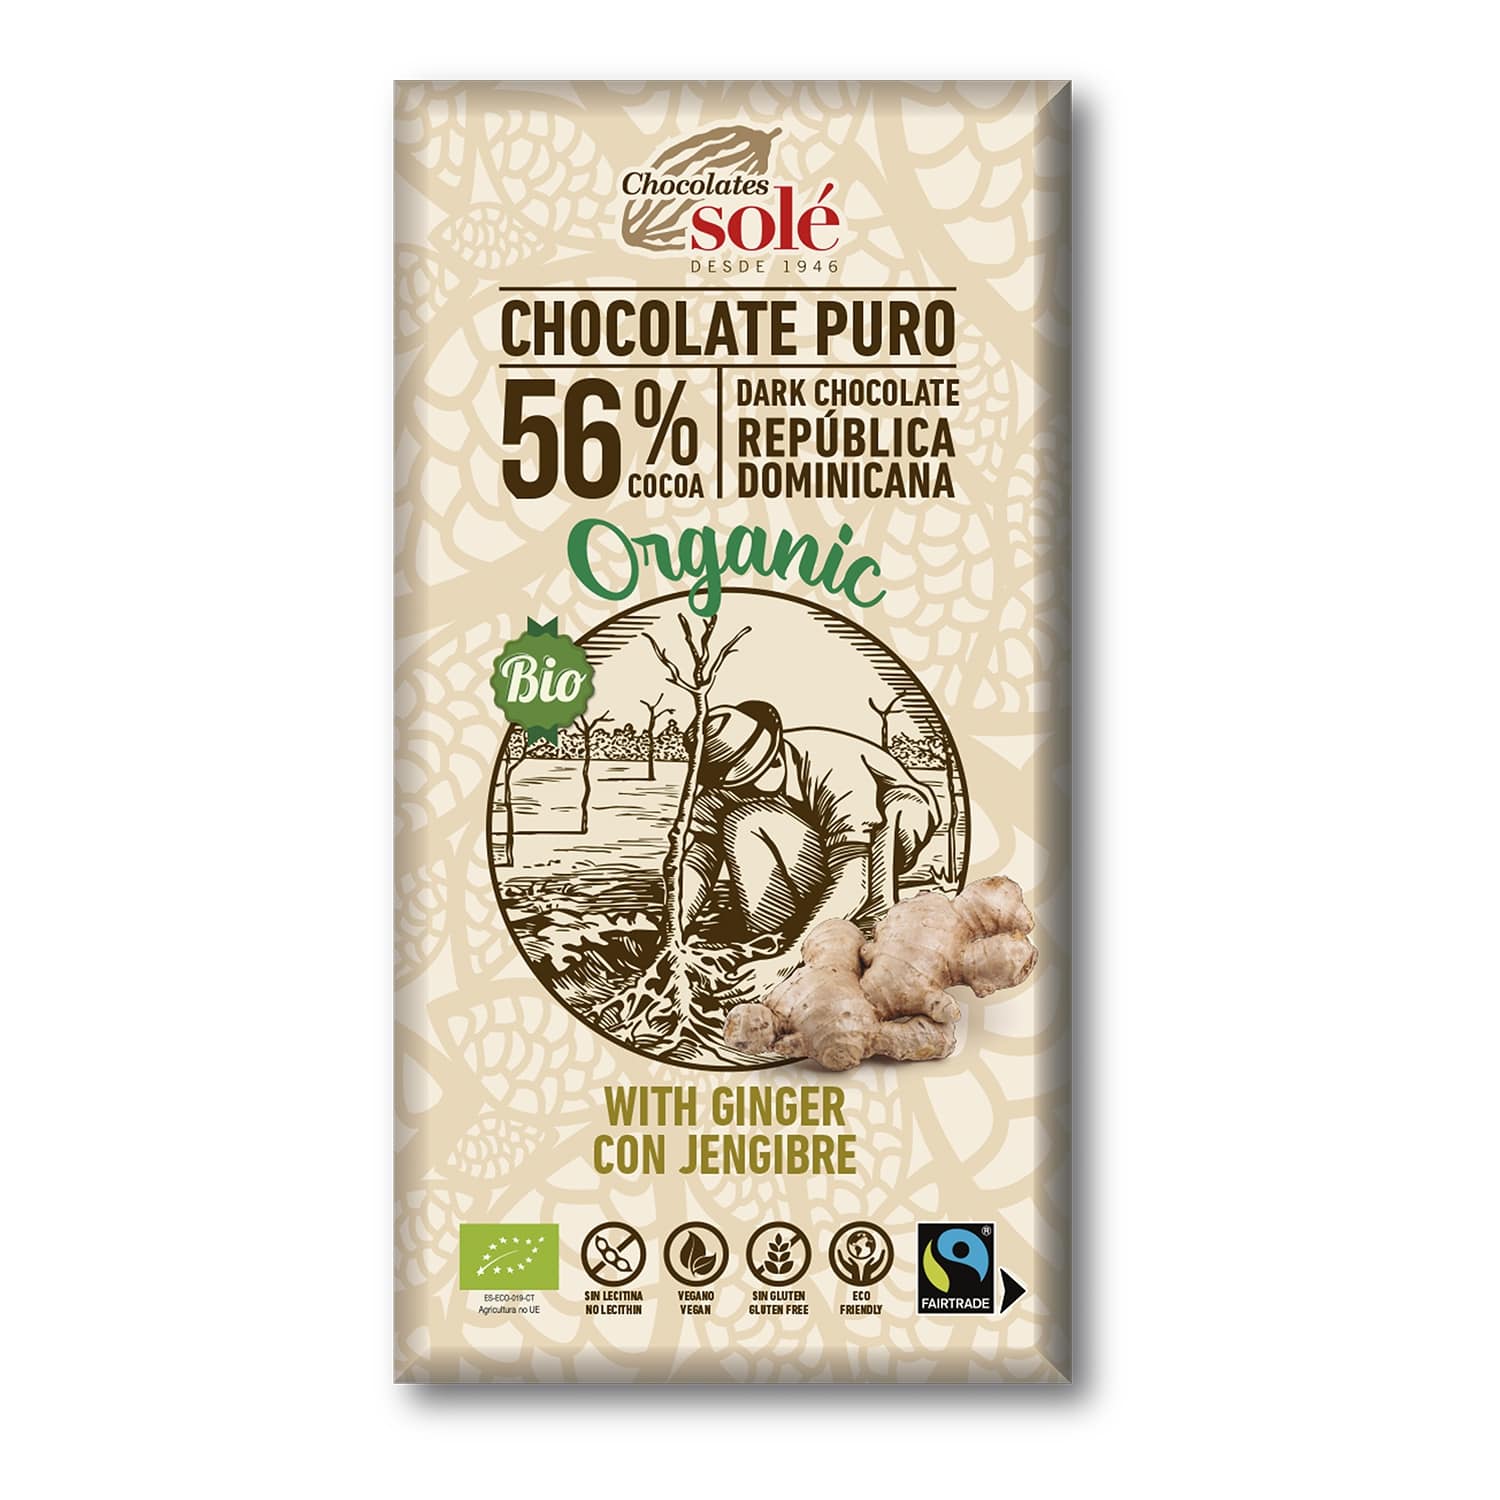 Chocolates
solé
DESDE 1946
CHOCOLATE PURO
56% COCOA
DARK CHOCOLATE
REPÚBLICA
DOMINICANA
Organic
Bio
WITH GINGER
CON JENGIBRE
ES-ECO-019-CT
Agricultura no UE
SIN LECITINA
NO LECITHIN
VEGANO
VEGAN
SIN GLUTEN
GLUTEN FREE
ECO
FRIENDLY
®
FAIRTRADE